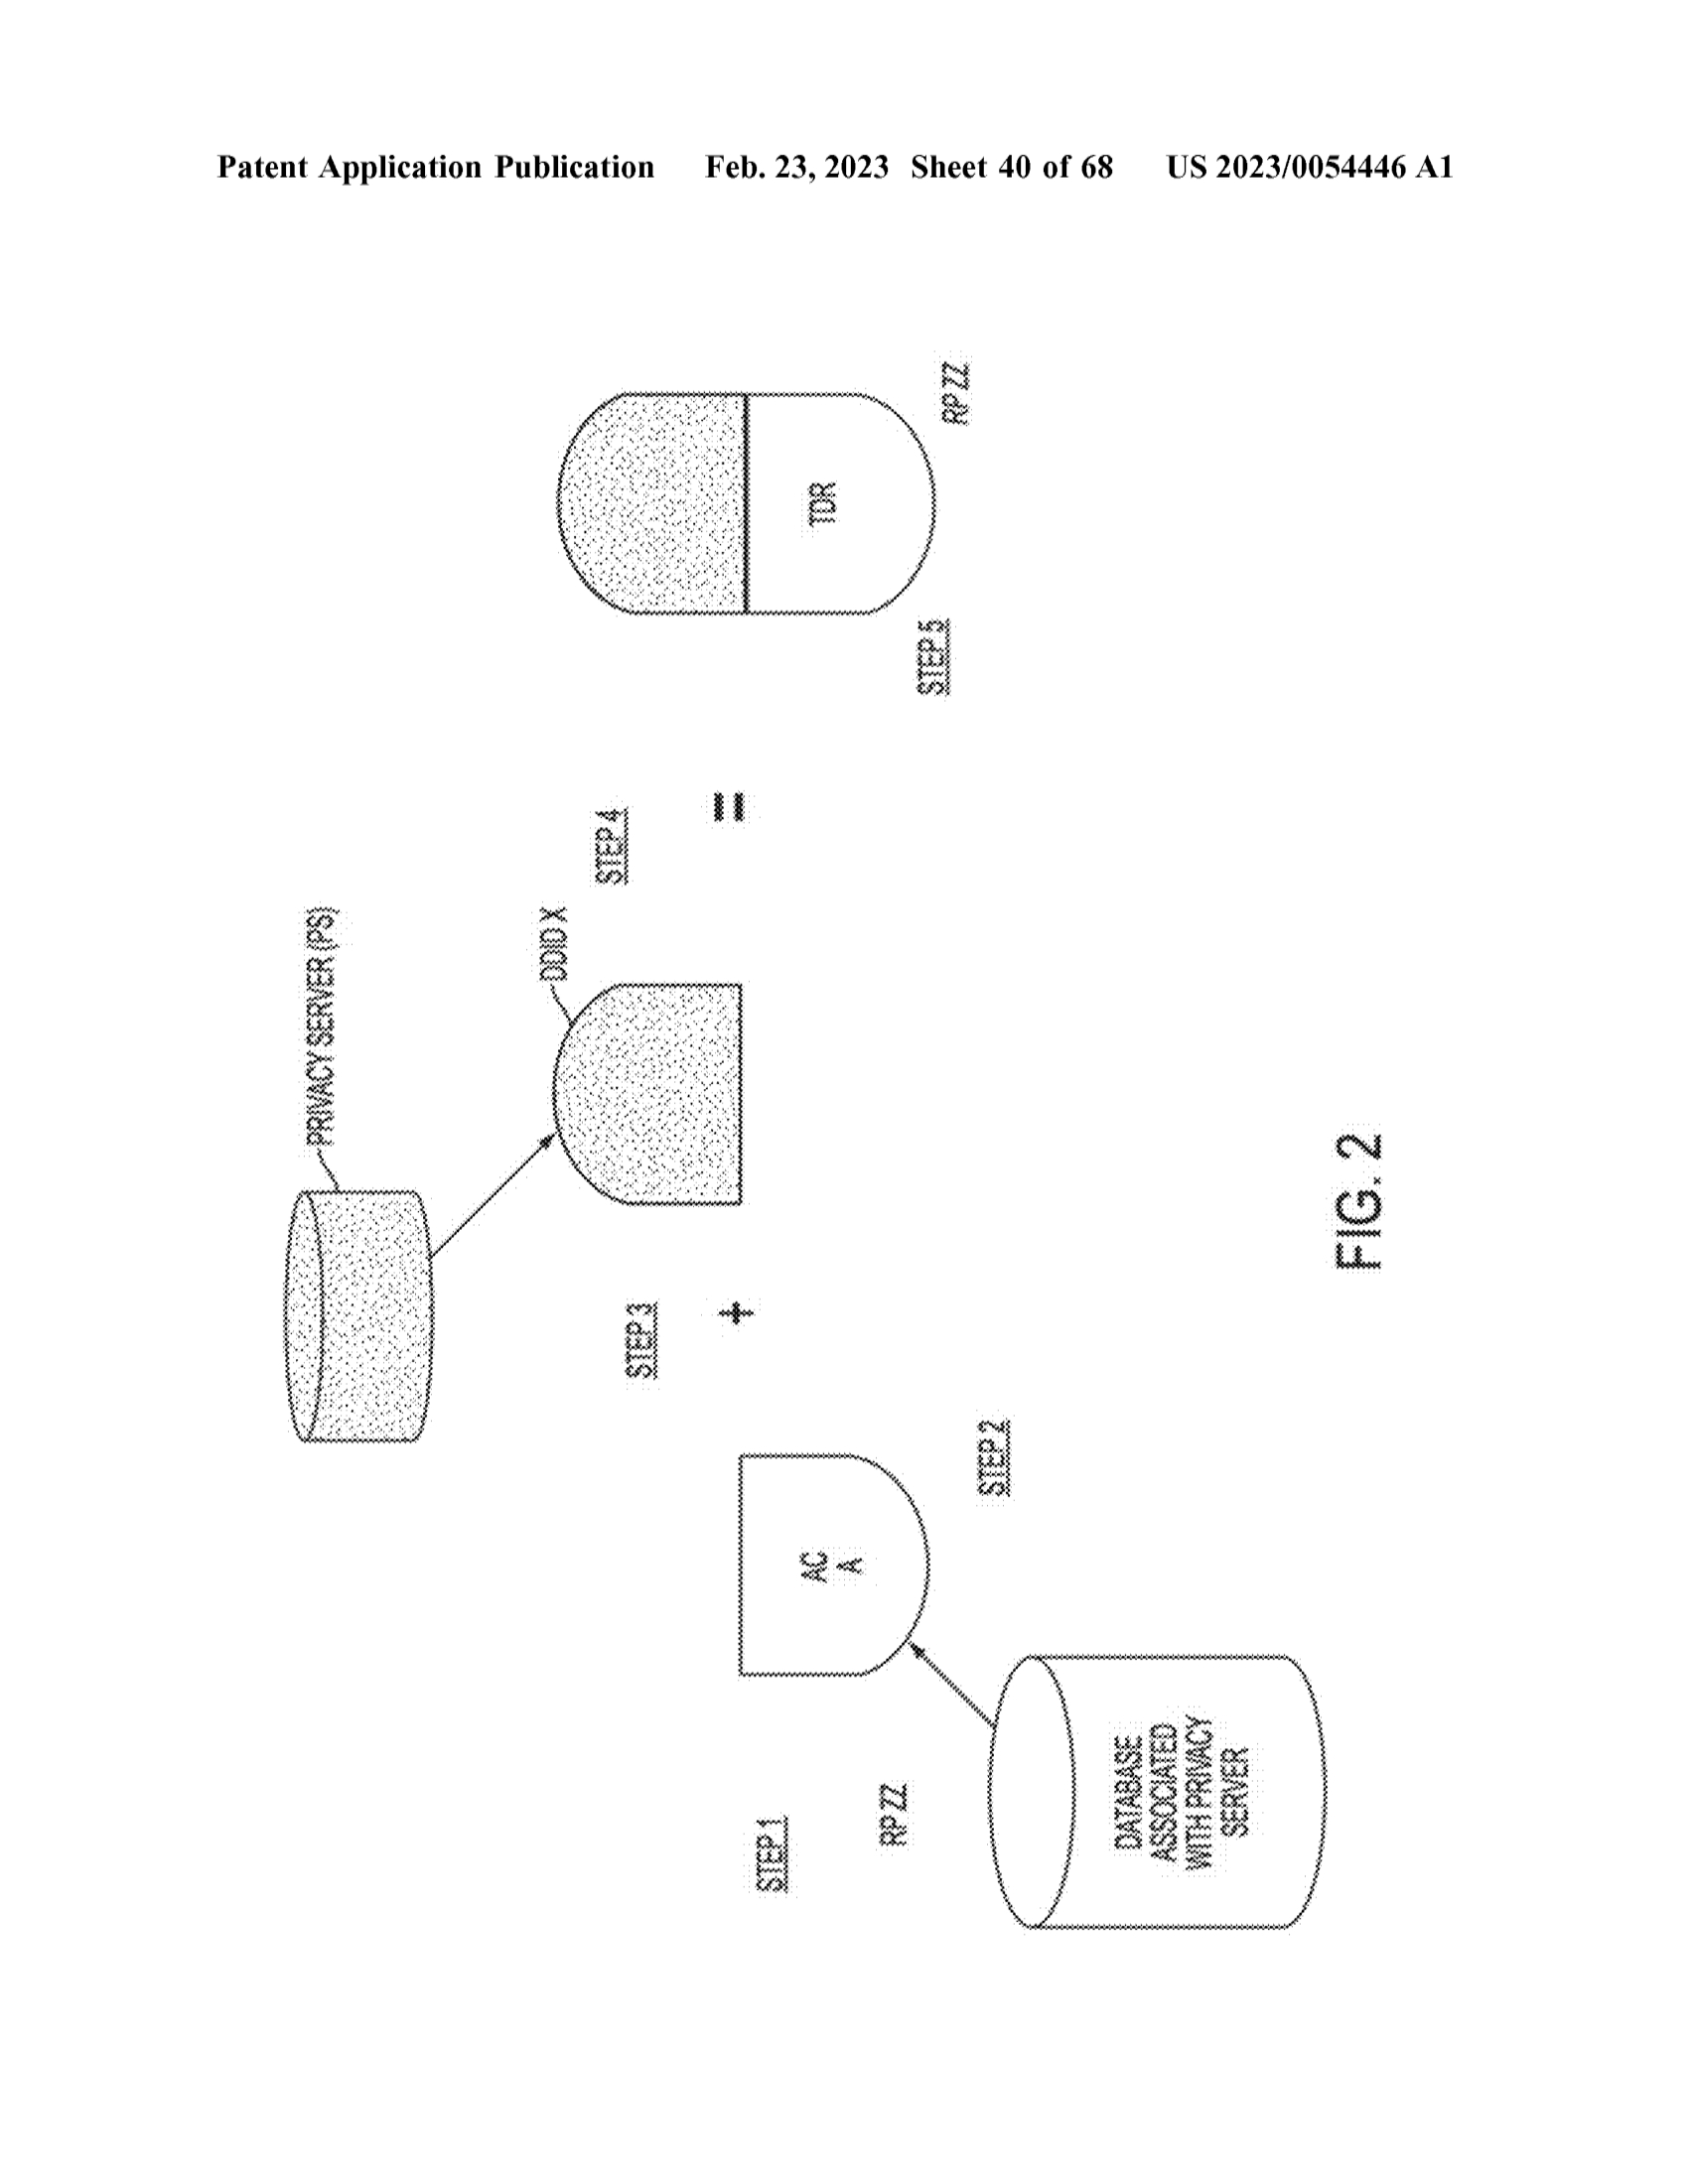 Patent Application Publication Feb. 23, 2023 Sheet 40 of 68 US 2023/0054446 A1
PRIVACY SERVER (PS)
DDID X
STEP 4
STEP 3
+
=
STEP 1
RP ZZ
AC
A
STEP 2
DATABASE
ASSOCIATED
WITH PRIVACY
SERVER
TDR
STEP 5
RP ZZ
FIG. 2